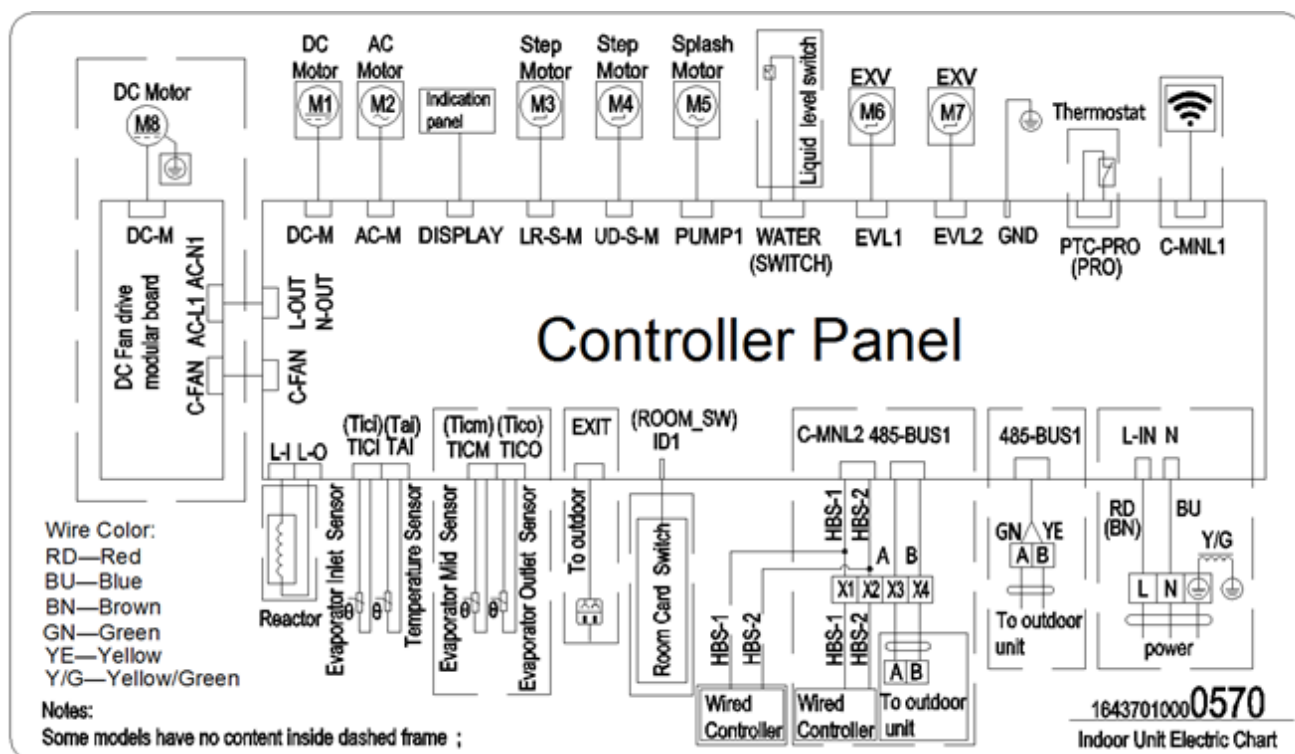 DC Motor
M8
DC
Motor
M1
AC
Motor
M2
Indication
panel
Step
Motor
M3
Step
Motor
M4
Splash
Motor
M5
Liquid level switch
EXV
M6
EXV
M7
Thermostat
DC-M
DC Fan drive
modular board
AC-L1 AC-N1
C-FAN
DC-M
AC-M
DISPLAY
LR-S-M
UD-S-M
PUMP1
WATER
(SWITCH)
EVL1
EVL2
GND
PTC-PRO
(PRO)
C-MNL1
L-OUT
N-OUT
C-FAN
Controller Panel
L-I L-O
(Tici) (Tai)
TICI TAI
(Ticm) (Tico)
TICM TICO
EXIT
(ROOM_SW)
ID1
C-MNL2 485-BUS1
485-BUS1
L-IN N
Reactor
Evaporator Inlet Sensor
Temperature Sensor
Evaporator Mid Sensor
Evaporator Outlet Sensor
To outdoor
Room Card Switch
HBS-1
HBS-2
A B
X1 X2 X3 X4
HBS-1
HBS-2
HBS-1
HBS-2
A B
Wired
Controller
Wired
Controller
To outdoor
unit
GN YE
A B
To outdoor
unit
RD
(BN)
BU
Y/G
L N
power
Wire Color:
RD—Red
BU—Blue
BN—Brown
GN—Green
YE—Yellow
Y/G—Yellow/Green
Notes:
Some models have no content inside dashed frame ;
16437010000570
Indoor Unit Electric Chart